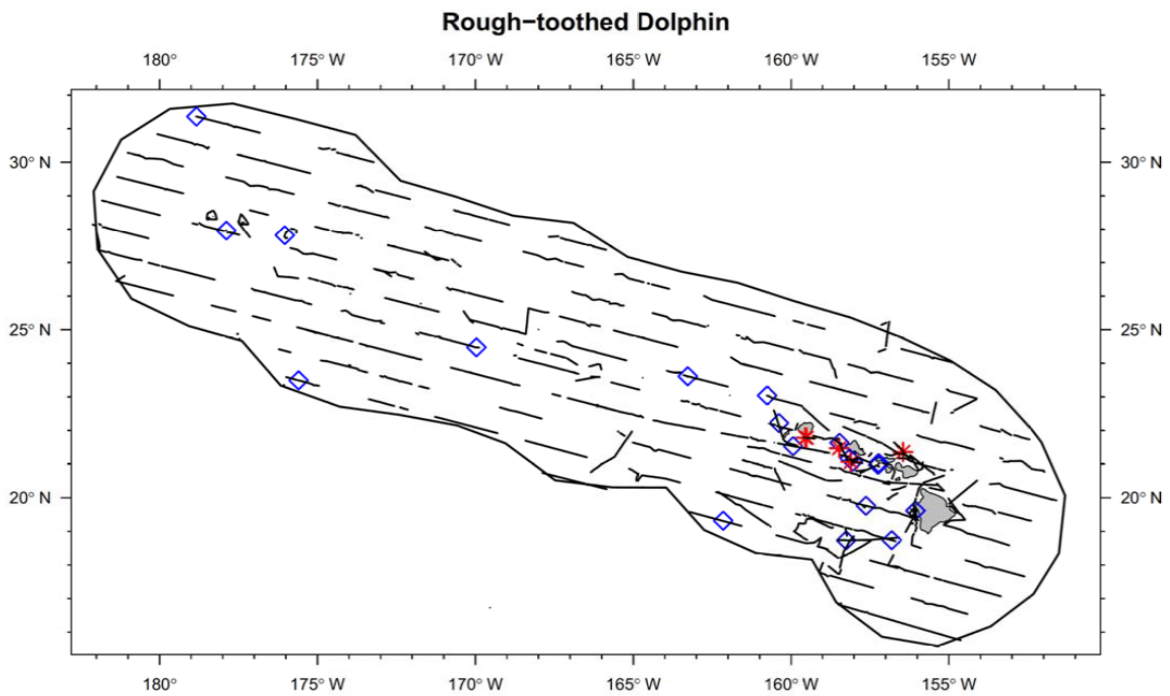 Rough−toothed Dolphin
180° 175° W 170° W 165° W 160° W 155° W
30° N 30° N
25° N 25° N
20° N 20° N
180° 175° W 170° W 165° W 160° W 155° W